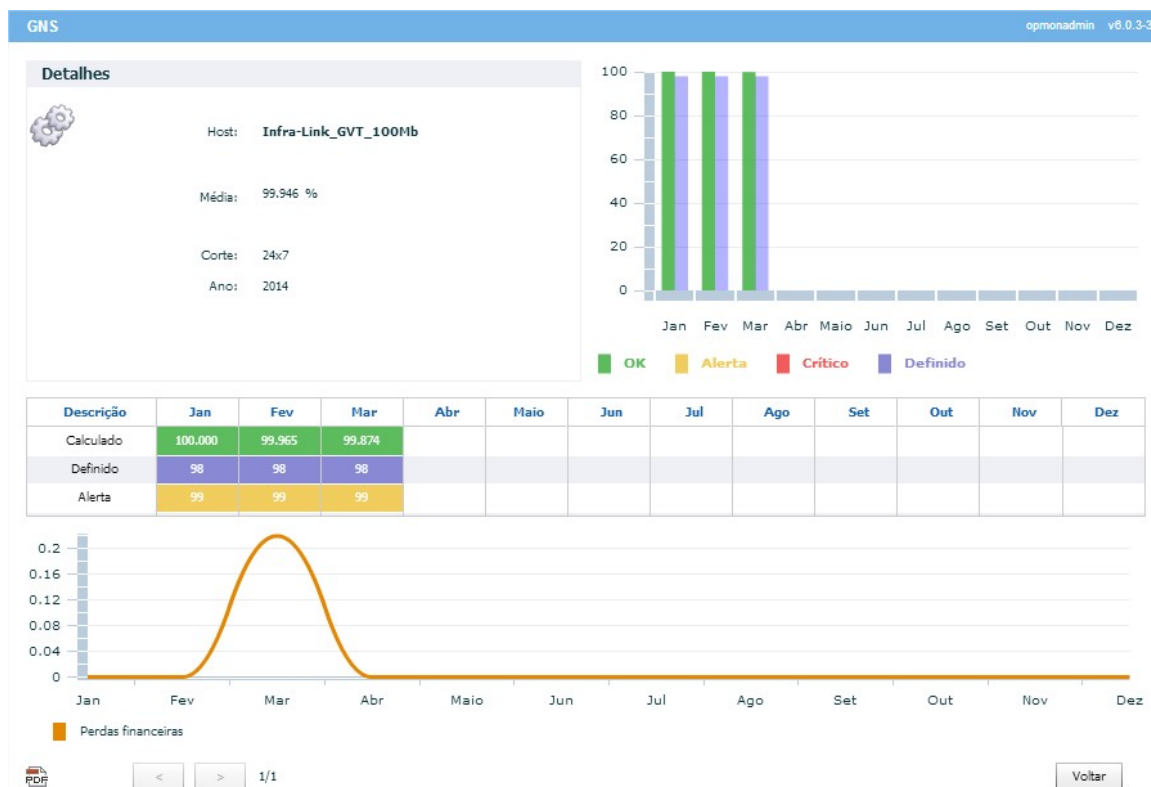 GNS
opmonadmin v6.0.3-3
Detalhes
Host: Infra-Link_GVT_100Mb
Média: 99.946 %
Corte: 24x7
Ano: 2014
100
80
60
40
20
0
Jan Fev Mar Abr Maio Jun Jul Ago Set Out Nov Dez
OK Alerta Crítico Definido
Descrição Jan Fev Mar Abr Maio Jun Jul Ago Set Out Nov Dez
Calculado 100.000 99.965 99.874
Definido 98 98 98
Alerta 99 99 99
0.2
0.16
0.12
0.08
0.04
0
Jan Fev Mar Abr Maio Jun Jul Ago Set Out Nov Dez
Perdas financeiras
PDF < > 1/1 Voltar